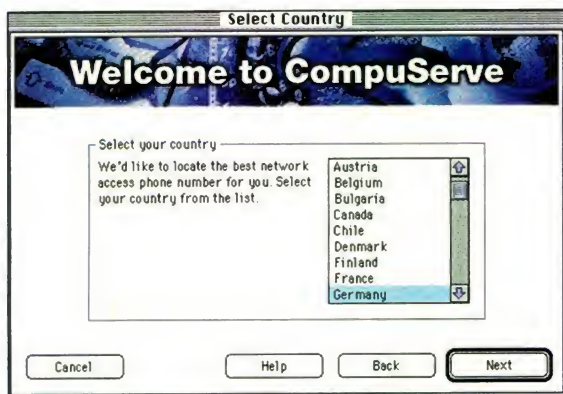 Select Country
Welcome to CompuServe
Select your country
We'd like to locate the best network
access phone number for you. Select
your country from the list.
Austria
Belgium
Bulgaria
Canada
Chile
Denmark
Finland
France
Germany
Cancel
Help
Back
Next